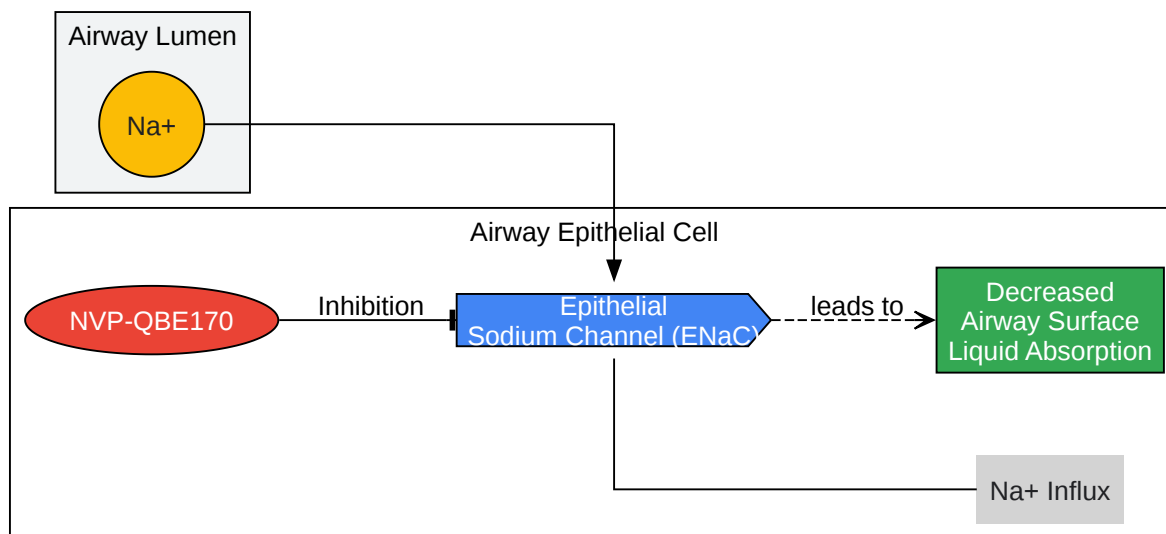 Airway Lumen
Na+
Airway Epithelial Cell
NVP-QBE170
Inhibition
Epithelial
Sodium Channel (ENaC)
leads to
Decreased
Airway Surface
Liquid Absorption
Na+ Influx